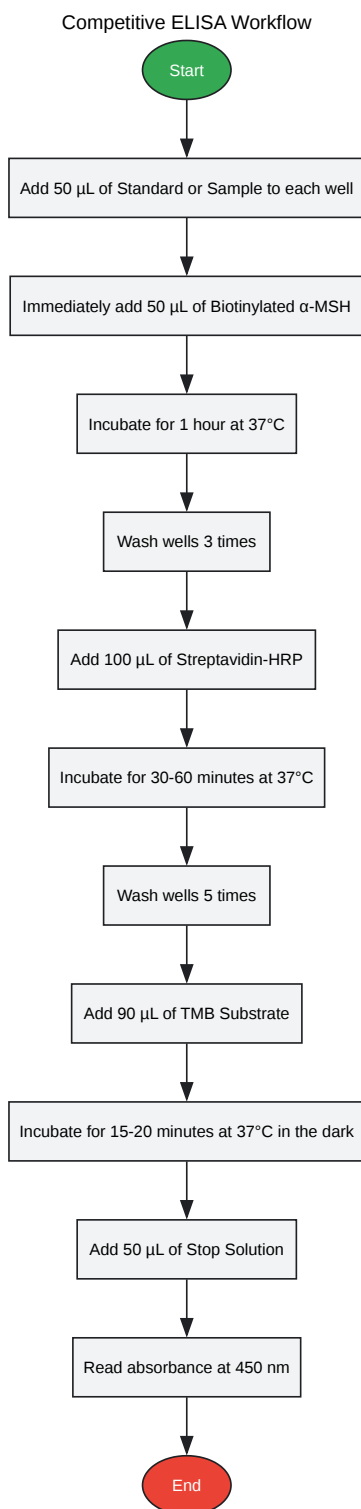 Competitive ELISA Workflow
Start
Add 50 µL of Standard or Sample to each well
Immediately add 50 µL of Biotinylated α-MSH
Incubate for 1 hour at 37°C
Wash wells 3 times
Add 100 µL of Streptavidin-HRP
Incubate for 30-60 minutes at 37°C
Wash wells 5 times
Add 90 µL of TMB Substrate
Incubate for 15-20 minutes at 37°C in the dark
Add 50 µL of Stop Solution
Read absorbance at 450 nm
End